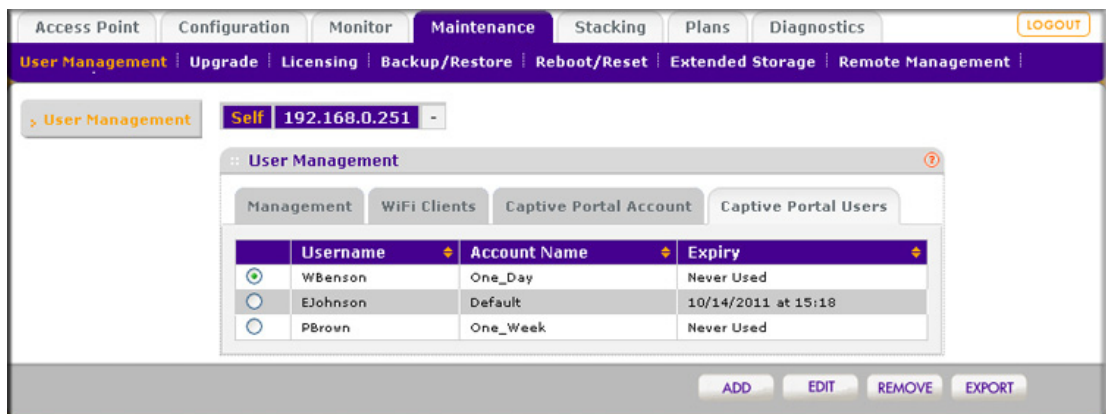 Access Point Configuration Monitor Maintenance Stacking Plans Diagnostics LOGOUT
User Management Upgrade Licensing Backup/Restore Reboot/Reset Extended Storage Remote Management
User Management
Self 192.168.0.251 -
User Management ?
Management WiFi Clients Captive Portal Account Captive Portal Users
Username Account Name Expiry
WBenson One_Day Never Used
EJohnson Default 10/14/2011 at 15:18
PBrown One_Week Never Used
ADD EDIT REMOVE EXPORT